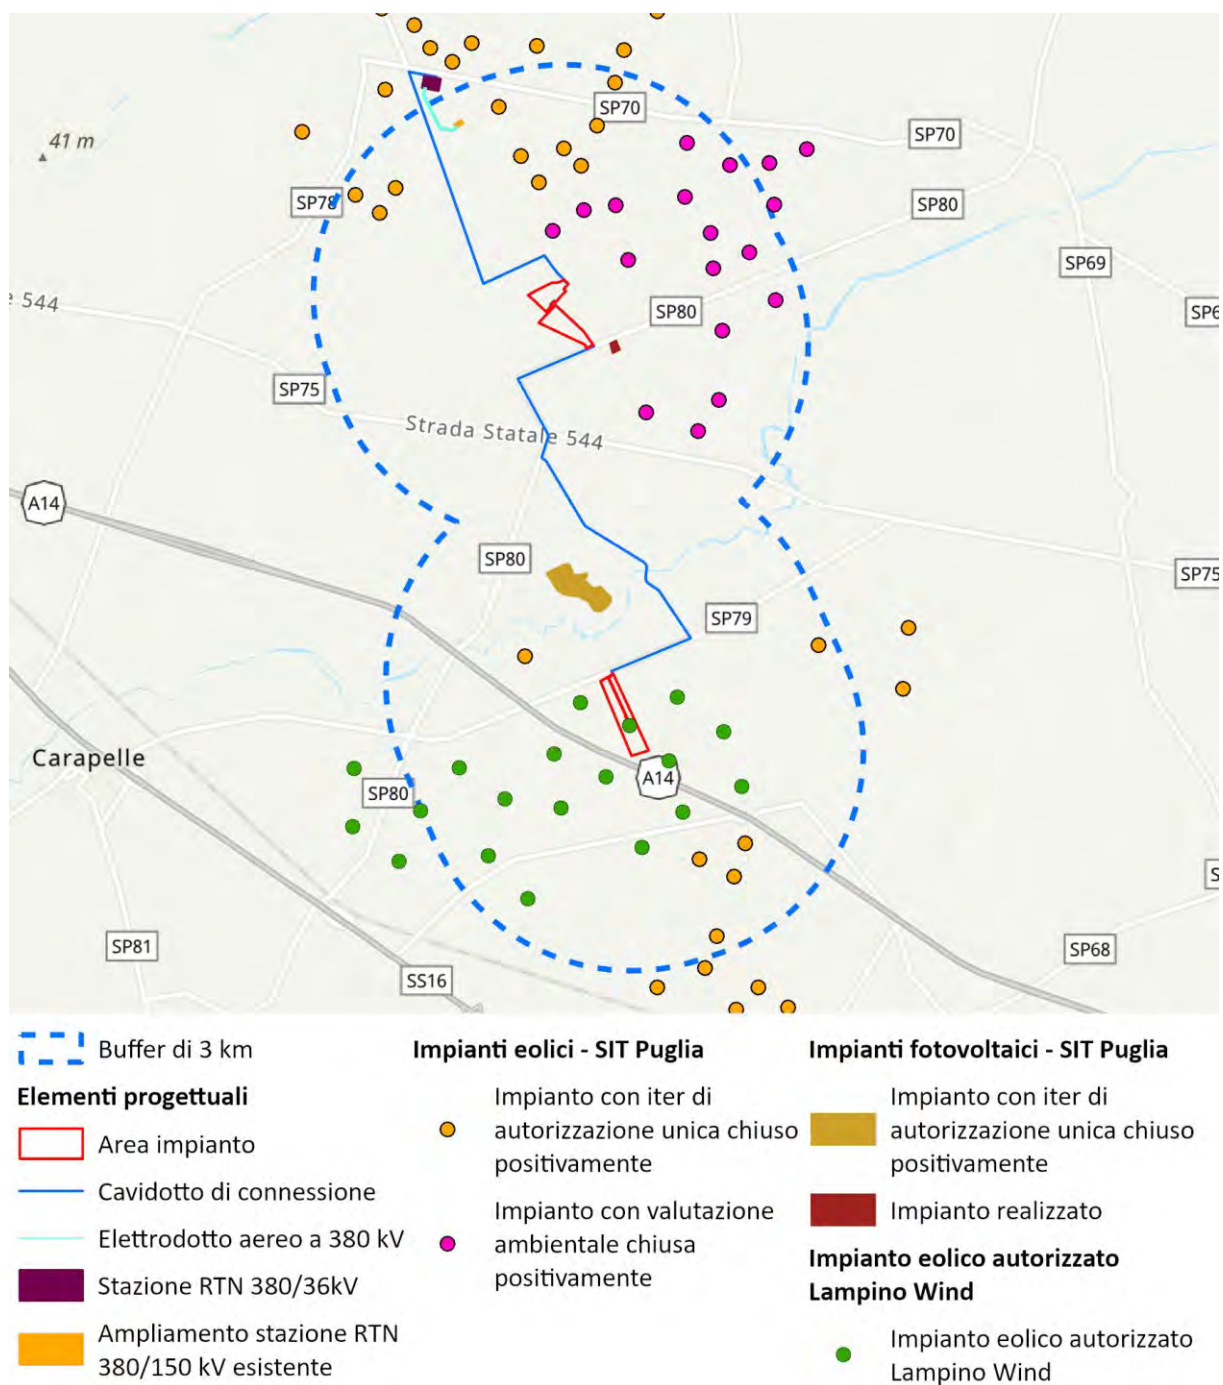 41 m
SP70
SP70
SP78
SP80
SP69
e 544
SP80
SP6
SP75
Strada Statale 544
A14
SP80
SP75
SP79
Carapelle
A14
SP80
S
SP81
SP68
SS16
Buffer di 3 km
Elementi progettuali
Area impianto
Cavidotto di connessione
Elettrodotto aereo a 380 kV
Stazione RTN 380/36kV
Ampliamento stazione RTN
380/150 kV esistente
Impianti eolici - SIT Puglia
Impianto con iter di
autorizzazione unica chiuso
positivamente
Impianto con valutazione
ambientale chiusa
positivamente
Impianti fotovoltaici - SIT Puglia
Impianto con iter di
autorizzazione unica chiuso
positivamente
Impianto realizzato
Impianto eolico autorizzato
Lampino Wind
Impianto eolico autorizzato
Lampino Wind